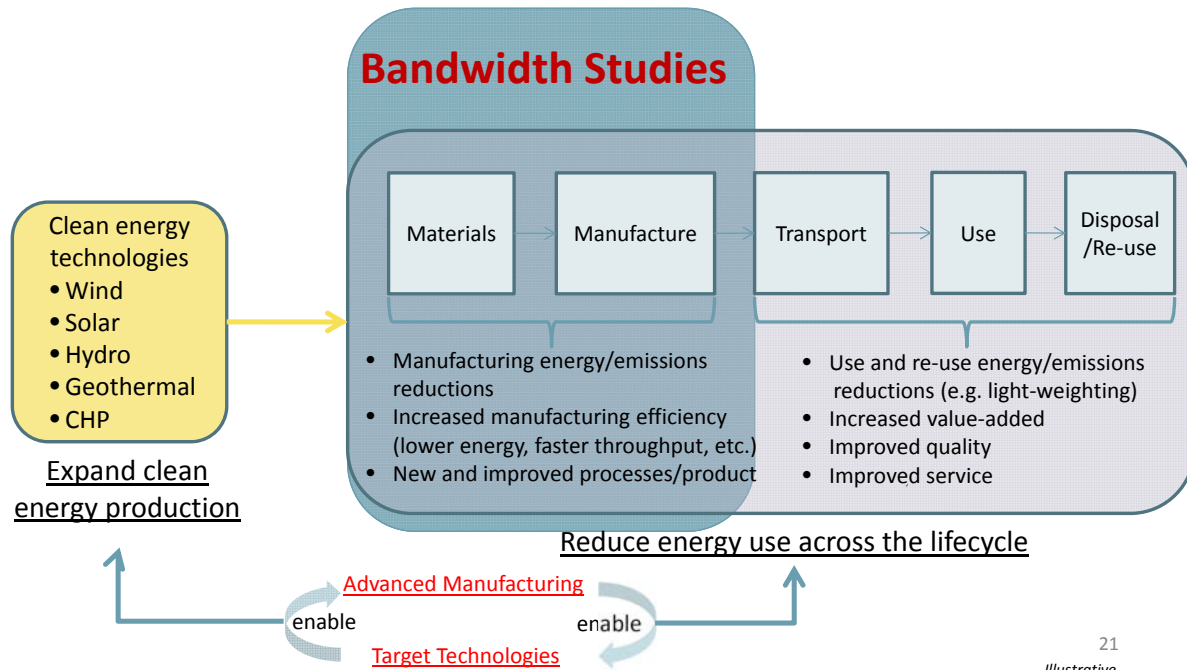 Bandwidth Studies
Clean energy
technologies
• Wind
• Solar
• Hydro
• Geothermal
• CHP
Expand clean
energy production
Materials
Manufacture
Transport
Use
Disposal
/Re-use
• Manufacturing energy/emissions
reductions
• Increased manufacturing efficiency
(lower energy, faster throughput, etc.)
• New and improved processes/product
• Use and re-use energy/emissions
reductions (e.g. light-weighting)
• Increased value-added
• Improved quality
• Improved service
Reduce energy use across the lifecycle
Advanced Manufacturing
enable
enable
Target Technologies
21
Illustrative